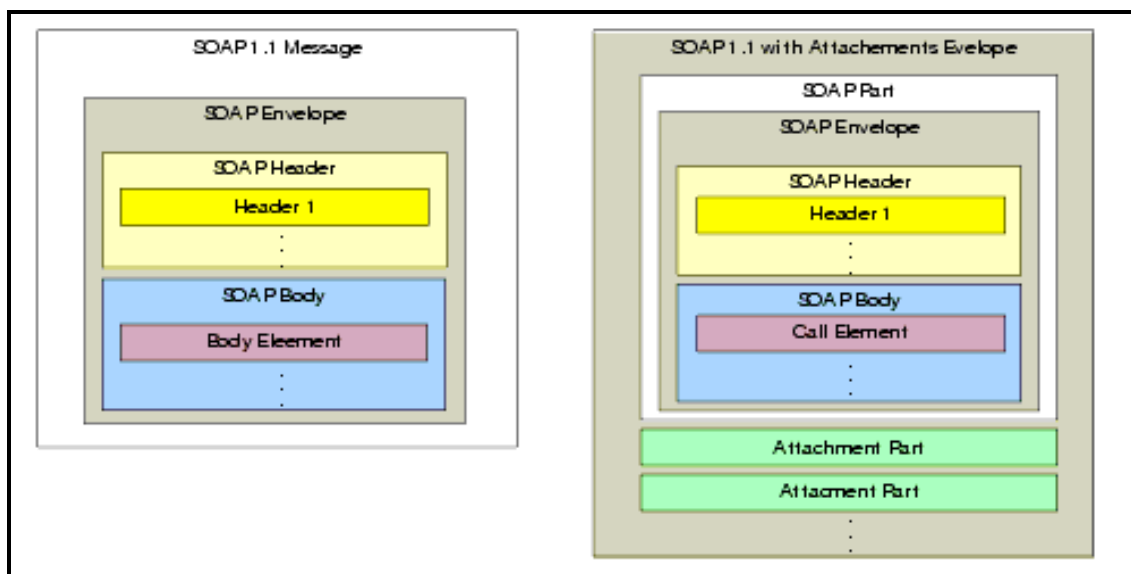 SOAP1.1 Message
SOAP Envelope
SOAP Header
Header 1
SOAP Body
Body Eleement
SOAP1.1 with Attachements Evelope
SOAP Part
SOAP Envelope
SOAP Header
Header 1
SOAP Body
Call Element
Attachment Part
Attacment Part